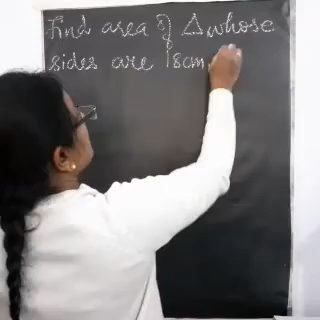 Find area of Δ whose
sides are 18cm,